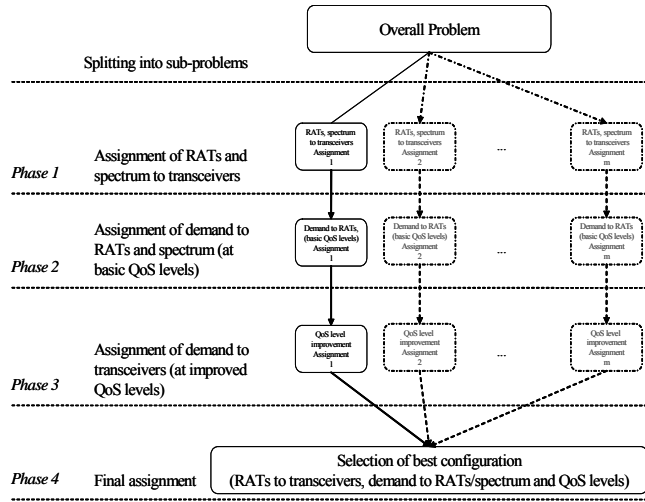 Overall Problem
Splitting into sub-problems
RATs, spectrum
to transceivers
Assignment
1
RATs, spectrum
to transceivers
Assignment
2
...
RATs, spectrum
to transceivers
Assignment
m
Phase 1
Assignment of RATs and
spectrum to transceivers
Demand to RATs,
(basic QoS levels)
Assignment
1
Demand to RATs
(basic QoS levels)
Assignment
2
...
Demand to RATs
(basic QoS levels)
Assignment
m
Phase 2
Assignment of demand to
RATs and spectrum (at
basic QoS levels)
QoS level
improvement
Assignment
1
QoS level
improvement
Assignment
2
...
QoS level
improvement
Assignment
m
Phase 3
Assignment of demand to
transceivers (at improved
QoS levels)
Phase 4
Final assignment
Selection of best configuration
(RATs to transceivers, demand to RATs/spectrum and QoS levels)